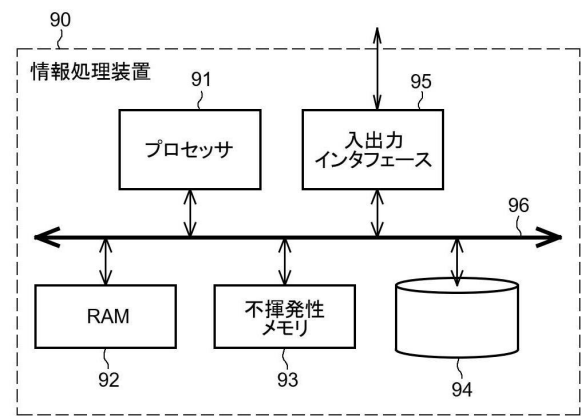 90
情報処理装置
91
95
プロセッサ
入出力
インタフェース
96
RAM
不揮発性
メモリ
92
93
94